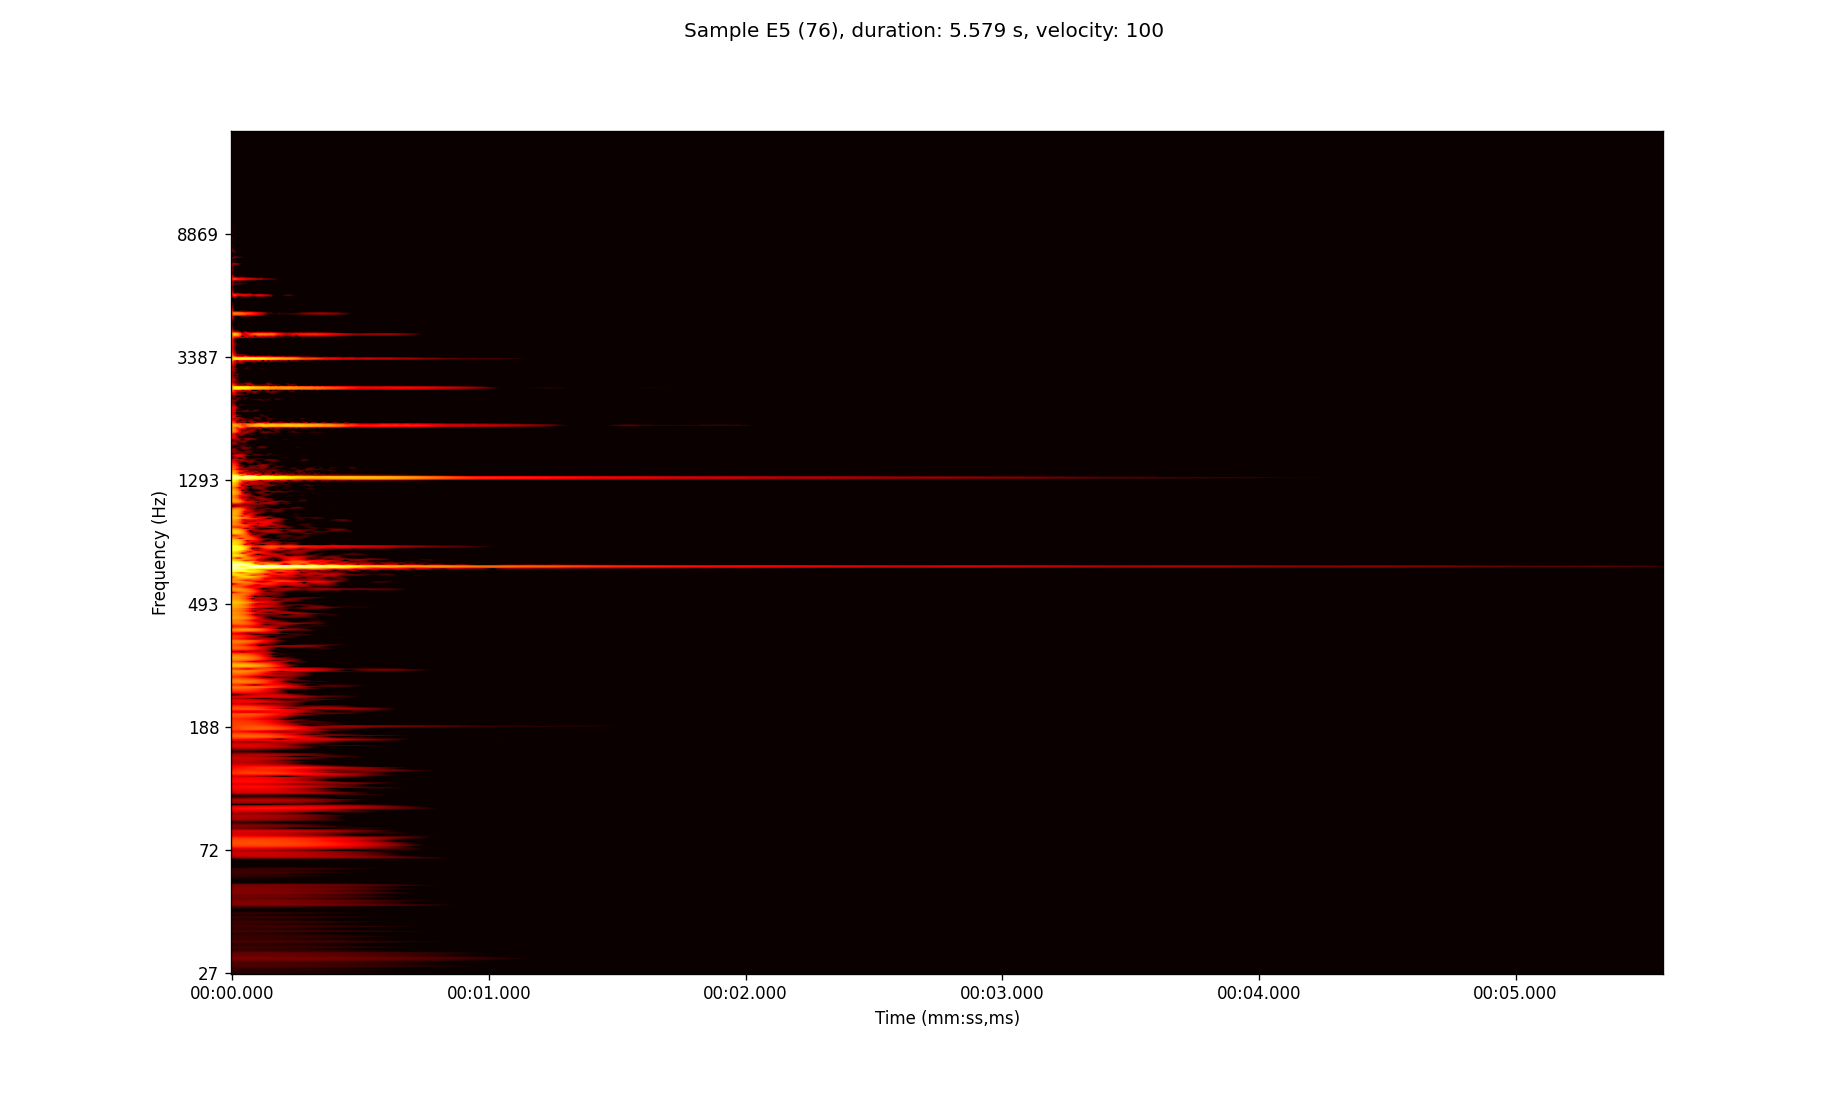 Sample E5 (76), duration: 5.579 s, velocity: 100
8869
3387
1293
493
188
72
27
Frequency (Hz)
00:00.000 00:01.000 00:02.000 00:03.000 00:04.000 00:05.000
Time (mm:ss,ms)